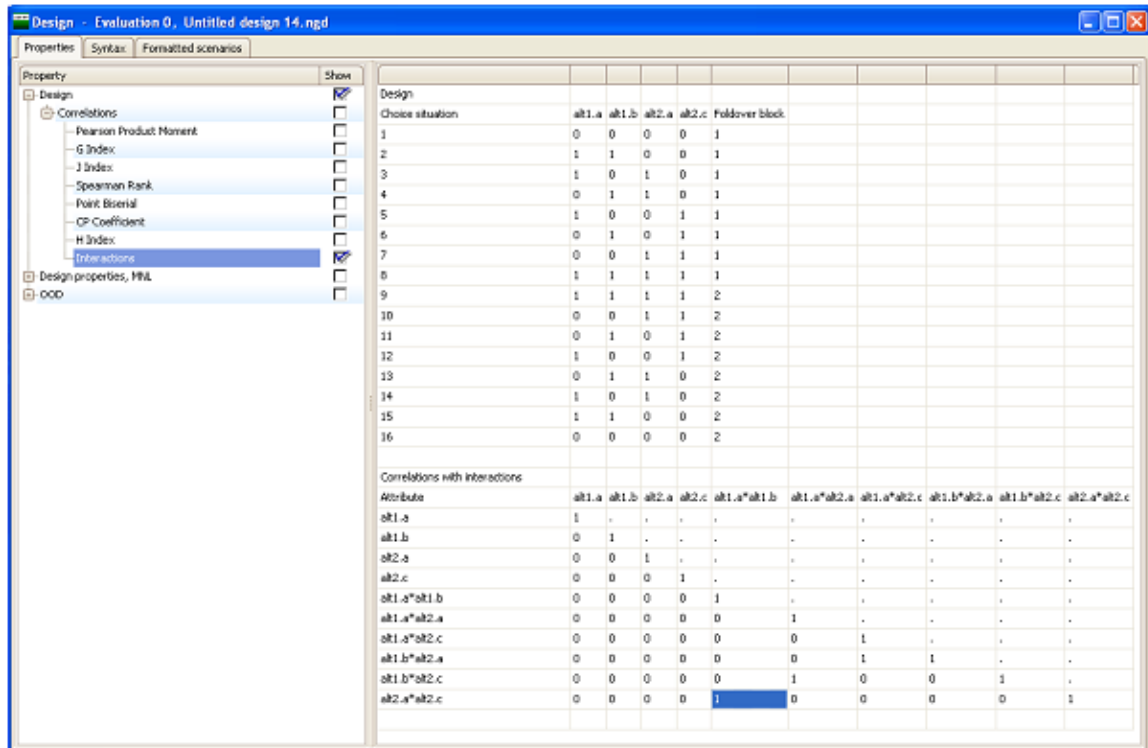 Design - Evaluation 0, Untitled design 14.ngd
Properties Syntax Formatted scenarios
Property Show
Design
Correlations
Pearson Product Moment
G Index
J Index
Spearman Rank
Point Biserial
CP Coefficient
H Index
Interactions
Design properties, MNL
OOD
Design
Choice situation alt1.a alt1.b alt2.a alt2.c Foldover block
1 0 0 0 0 1
2 1 1 0 0 1
3 1 0 1 0 1
4 0 1 1 0 1
5 1 0 0 1 1
6 0 1 0 1 1
7 0 0 1 1 1
8 1 1 1 1 1
9 1 1 1 1 2
10 0 0 1 1 2
11 0 1 0 1 2
12 1 0 0 1 2
13 0 1 1 0 2
14 1 0 1 0 2
15 1 1 0 0 2
16 0 0 0 0 2
Correlations with interactions
Attribute alt1.a alt1.b alt2.a alt2.c alt1.a*alt1.b alt1.a*alt2.a alt1.a*alt2.c alt1.b*alt2.a alt1.b*alt2.c alt2.a*alt2.c
alt1.a 1 . . . . . . . . .
alt1.b 0 1 . . . . . . . .
alt2.a 0 0 1 . . . . . . .
alt2.c 0 0 0 1 . . . . . .
alt1.a*alt1.b 0 0 0 0 1 . . . . .
alt1.a*alt2.a 0 0 0 0 0 1 . . . .
alt1.a*alt2.c 0 0 0 0 0 0 1 . . .
alt1.b*alt2.a 0 0 0 0 0 0 1 1 . .
alt1.b*alt2.c 0 0 0 0 0 1 0 0 1 .
alt2.a*alt2.c 0 0 0 0 1 0 0 0 0 1